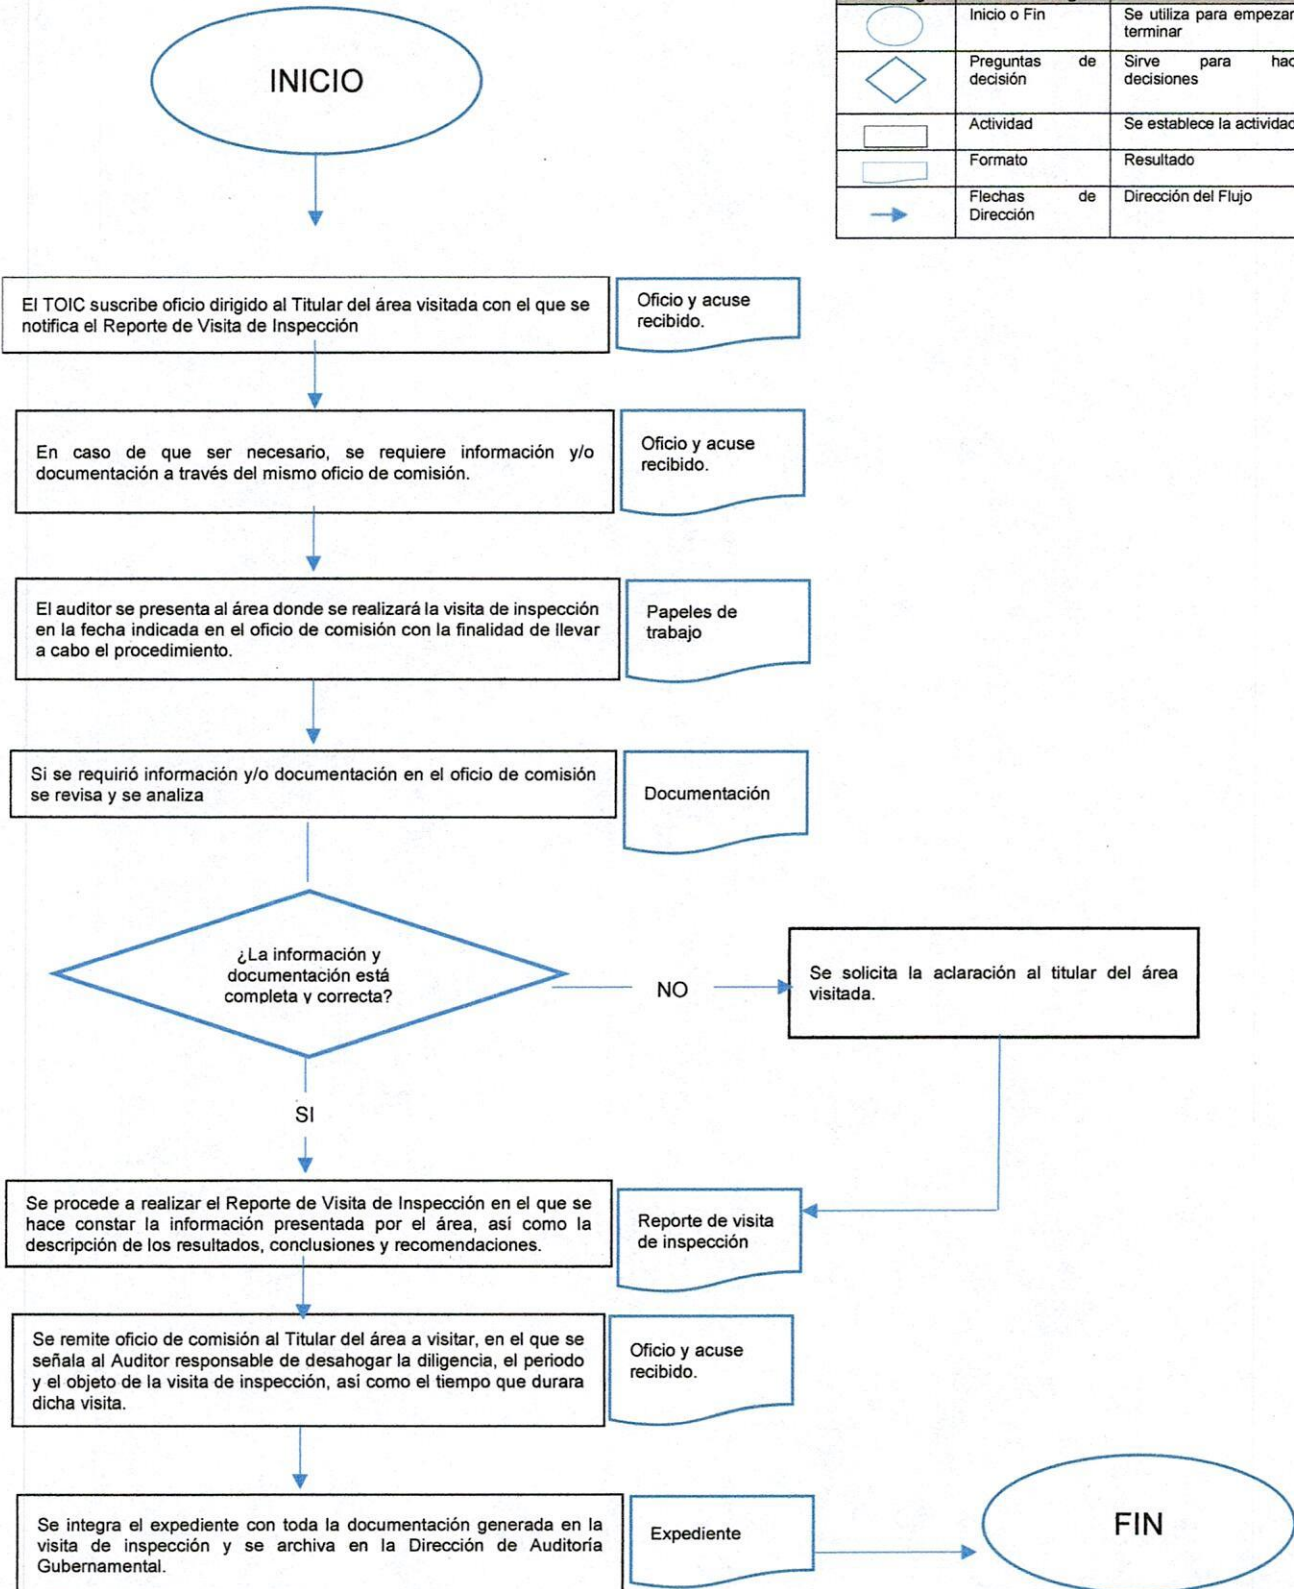 INICIO
Inicio o Fin
Se utiliza para empezar
terminar
Preguntas de
decisión
Sirve para
decisiones
Actividad
Se establece la actividad
Formato
Resultado
Flechas de
Dirección
Dirección del Flujo
El TOIC suscribe oficio dirigido al Titular del área visitada con el que se
notifica el Reporte de Visita de Inspección
Oficio y acuse
recibido.
En caso de que ser necesario, se requiere información y/o
documentación a través del mismo oficio de comisión.
Oficio y acuse
recibido.
El auditor se presenta al área donde se realizará la visita de inspección
en la fecha indicada en el oficio de comisión con la finalidad de llevar
a cabo el procedimiento.
Papeles de
trabajo
Si se requirió información y/o documentación en el oficio de comisión
se revisa y se analiza
Documentación
¿La información y
documentación está
completa y correcta?
NO
Se solicita la aclaración al titular del área
visitada.
SI
Se procede a realizar el Reporte de Visita de Inspección en el que se
hace constar la información presentada por el área, así como la
descripción de los resultados, conclusiones y recomendaciones.
Reporte de visita
de inspección
Se remite oficio de comisión al Titular del área a visitar, en el que se
señala al Auditor responsable de desahogar la diligencia, el periodo
y el objeto de la visita de inspección, así como el tiempo que durara
dicha visita.
Oficio y acuse
recibido.
Se integra el expediente con toda la documentación generada en la
visita de inspección y se archiva en la Dirección de Auditoría
Gubernamental.
Expediente
FIN